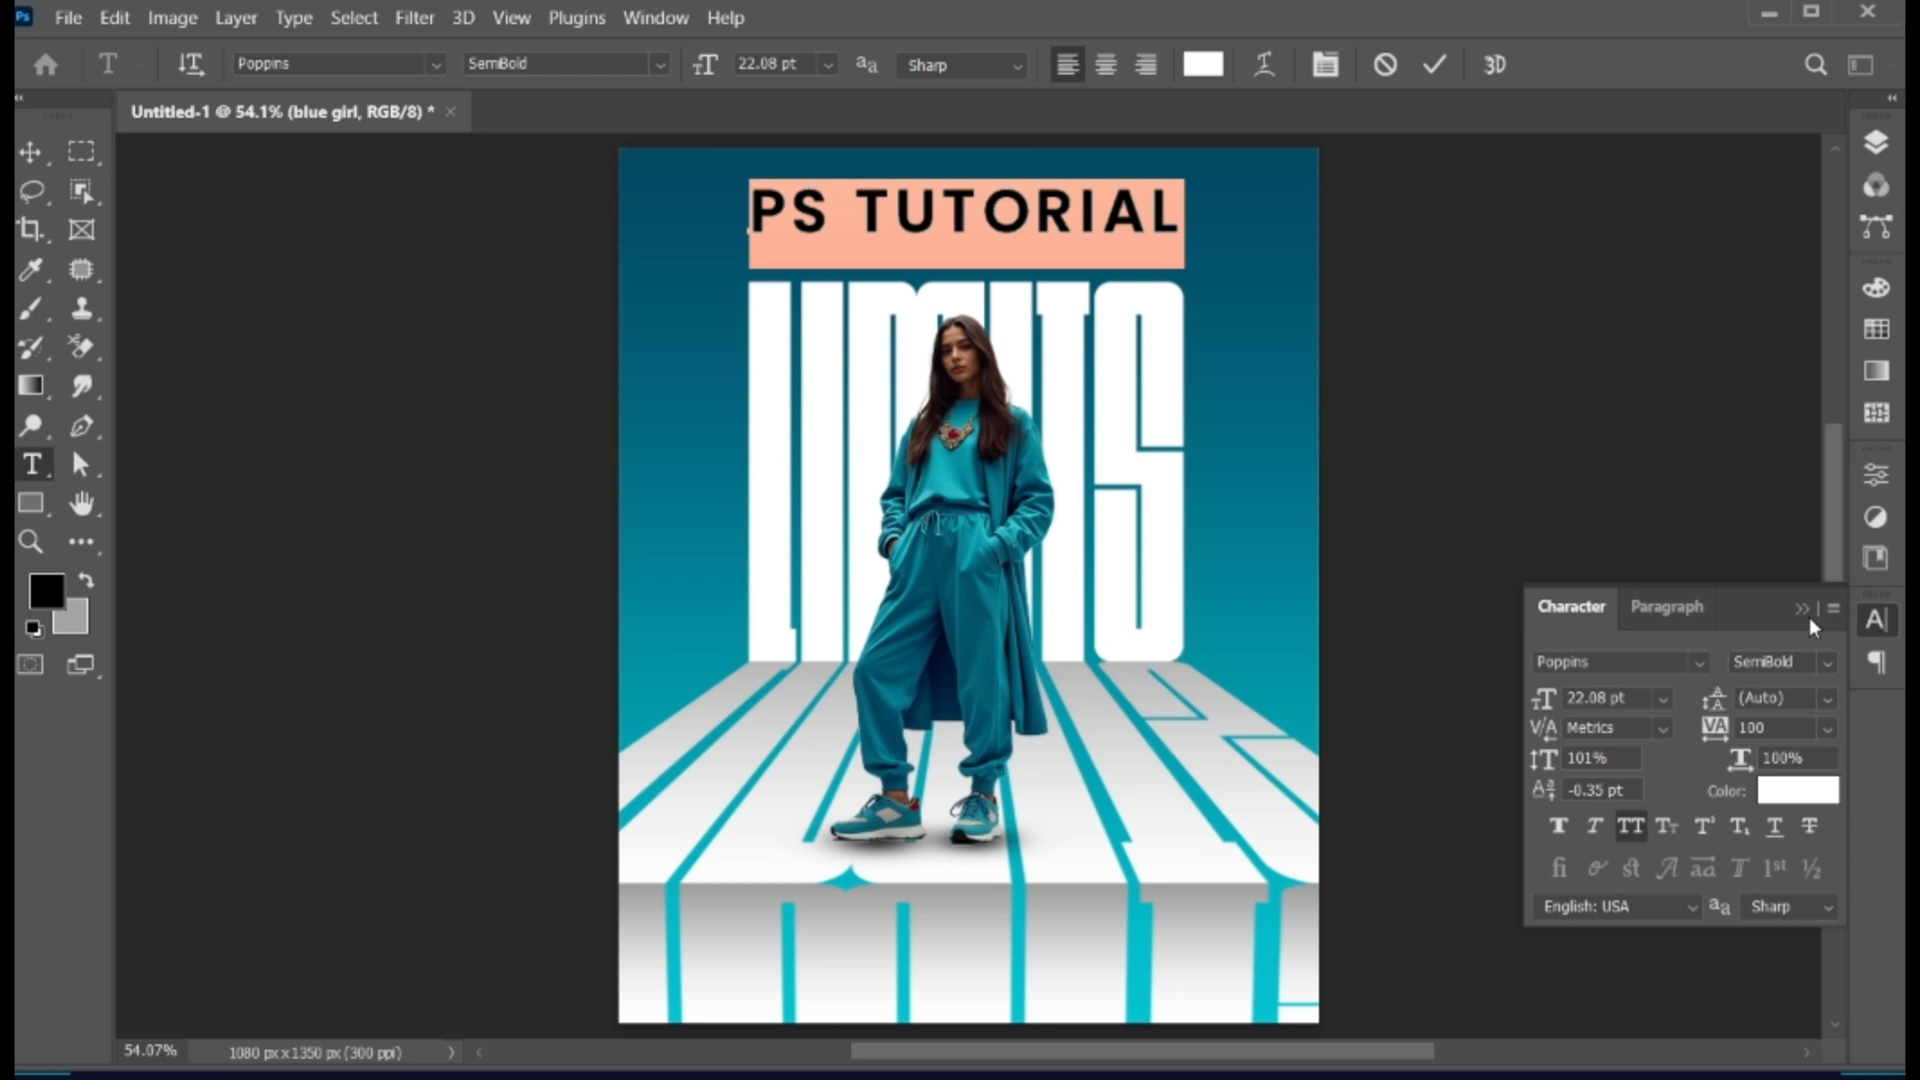 Ps File Edit Image Layer Type Select Filter 3D View Plugins Window Help
T Poppins SemiBold 22.08 pt Sharp 3D
Untitled-1 @ 54.1% (blue girl, RGB/8) * ×
PS TUTORIAL
LIMITS
Character Paragraph
Poppins SemiBold
22.08 pt (Auto)
Metrics 100
101% 100%
-0.35 pt Color:
English: USA Sharp
54.07% 1080 px x 1350 px (300 ppi)